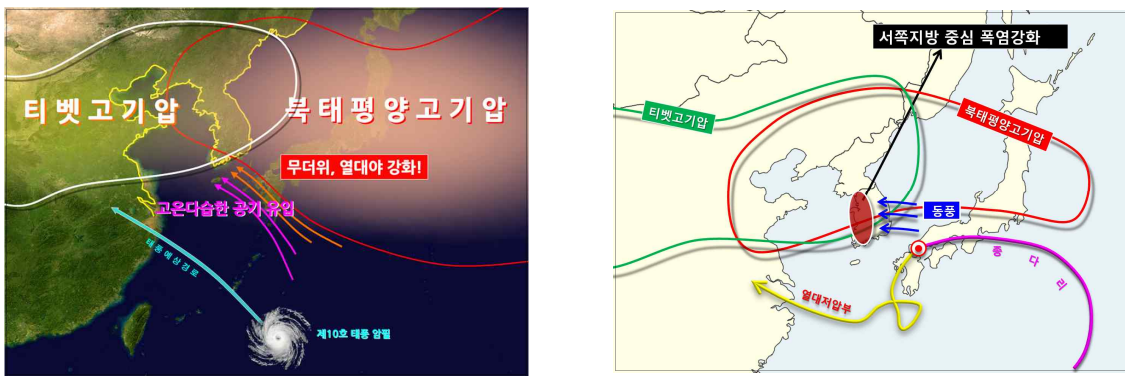 티벳고기압
북태평양고기압
무더위, 열대야 강화!
고온다습한 공기 유입
태풍예상경로
제10호 태풍 암필
서쪽지방 중심 폭염강화
티벳고기압
북태평양고기압
동풍
종다리
열대저압부